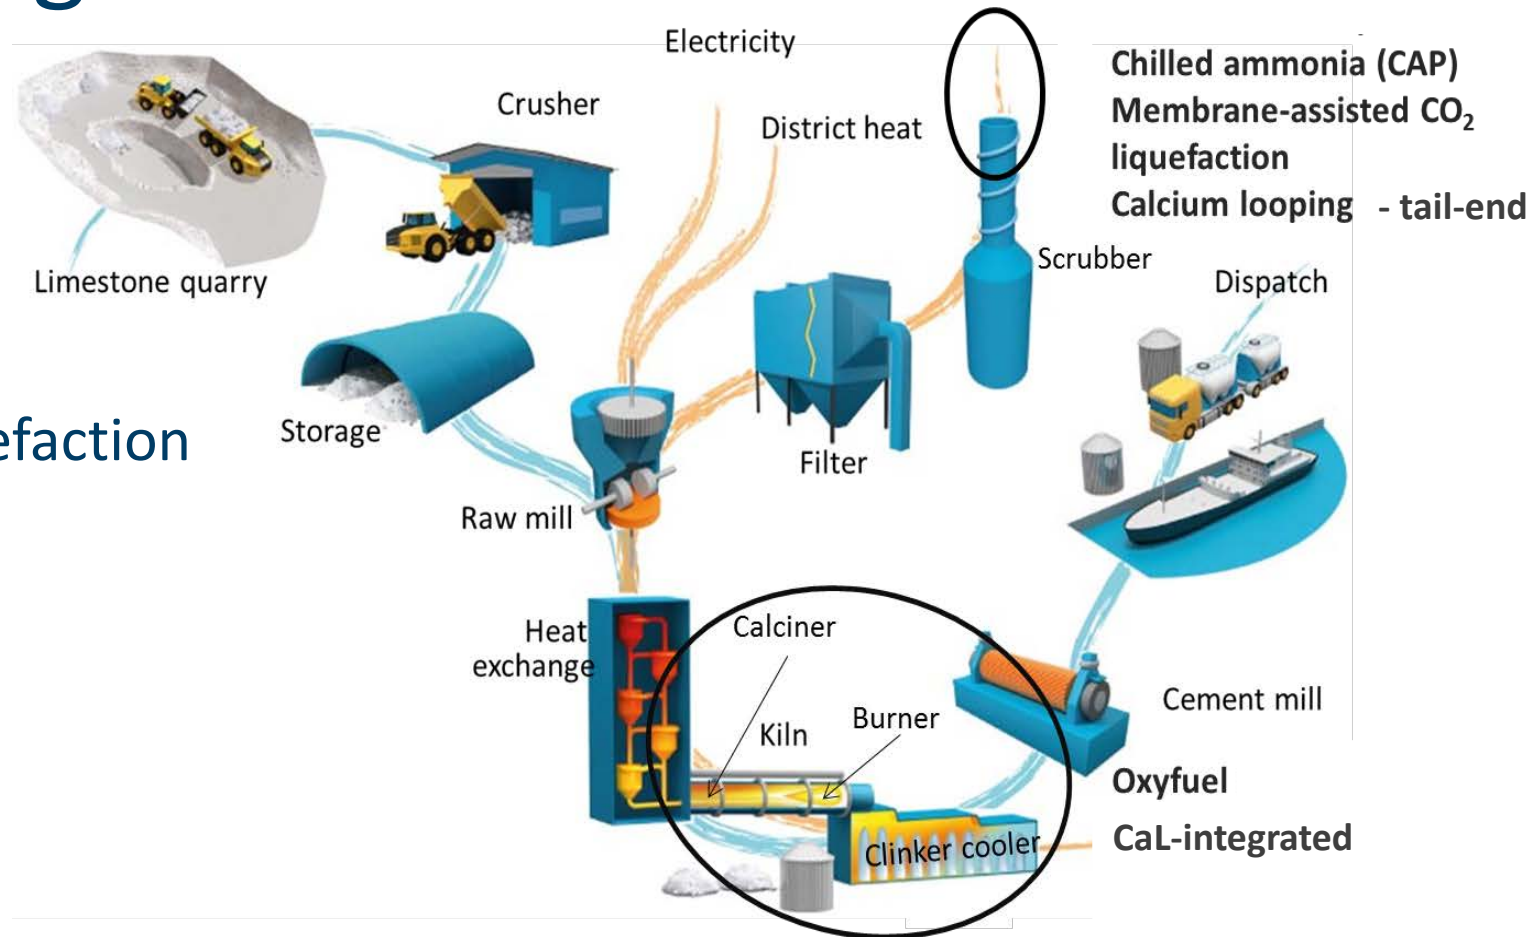 g
Electricity
Crusher
District heat
Chilled ammonia (CAP)
Membrane-assisted CO₂
liquefaction
Calcium looping - tail-end
Scrubber
Limestone quarry
Dispatch
Storage
efaction
Filter
Raw mill
Heat
exchange
Calciner
Kiln
Burner
Cement mill
Oxyfuel
CaL-integrated
Clinker cooler